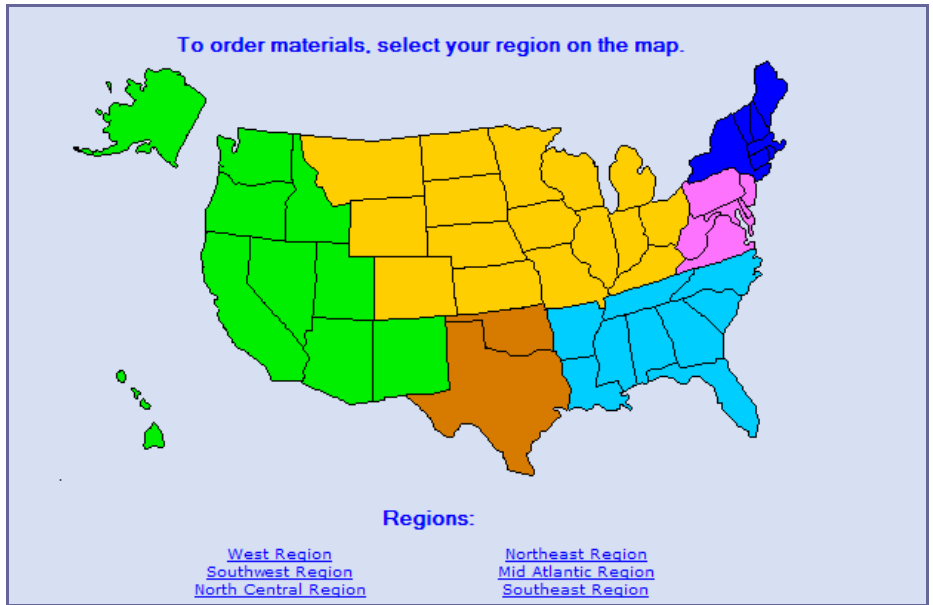 To order materials, select your region on the map.
Regions:
West Region
Southwest Region
North Central Region
Northeast Region
Mid Atlantic Region
Southeast Region